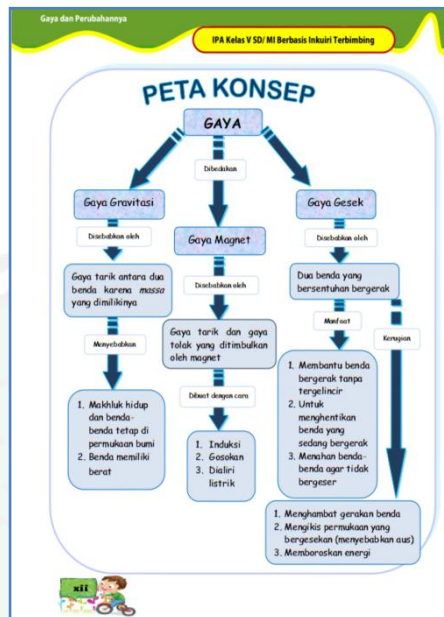 Gaya dan Perubahannya
IPA Kelas V SD/ MI Berbasis Inkuiri Terbimbing
PETA KONSEP
GAYA
Dibedakan
Gaya Gravitasi
Gaya Magnet
Gaya Gesek
Disebabkan oleh
Disebabkan oleh
Disebabkan oleh
Gaya tarik antara dua
benda karena massa
yang dimilikinya
Gaya tarik dan gaya
tolak yang ditimbulkan
oleh magnet
Dua benda yang
bersentuhan bergerak
Menyebabkan
Dibuat dengan cara
Manfaat
Kerugian
1. Makhluk hidup
dan benda-
benda tetap di
permukaan bumi
2. Benda memiliki
berat
1. Induksi
2. Gosokan
3. Dialiri
listrik
1. Membantu benda
bergerak tanpa
tergelincir
2. Untuk
menghentikan
benda yang
sedang bergerak
3. Menahan benda-
benda agar tidak
bergeser
1. Menghambat gerakan benda
2. Mengikis permukaan yang
bergesekan (menyebabkan aus)
3. Memboroskan energi
xii